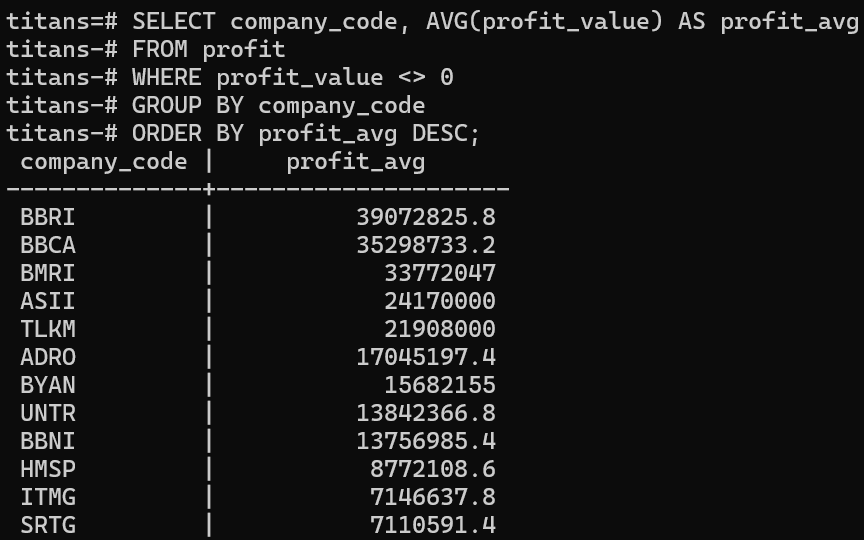 titans=# SELECT company_code, AVG(profit_value) AS profit_avg
titans-# FROM profit
titans-# WHERE profit_value <> 0
titans-# GROUP BY company_code
titans-# ORDER BY profit_avg DESC;
 company_code |     profit_avg
--------------+---------------------
 BBRI         |          39072825.8
 BBCA         |          35298733.2
 BMRI         |            33772047
 ASII         |            24170000
 TLKM         |            21908000
 ADRO         |          17045197.4
 BYAN         |            15682155
 UNTR         |          13842366.8
 BBNI         |          13756985.4
 HMSP         |           8772108.6
 ITMG         |           7146637.8
 SRTG         |           7110591.4